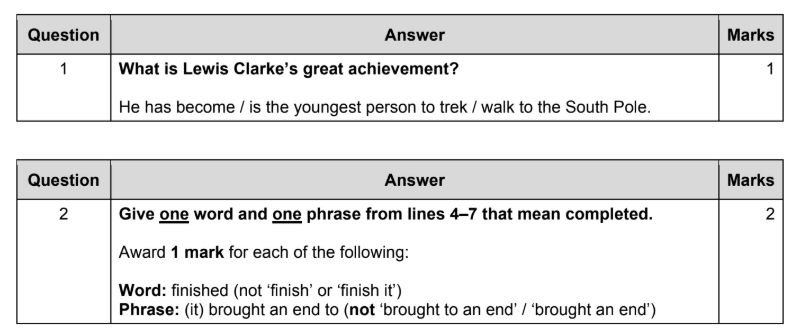 Question Answer Marks
1 What is Lewis Clarke's great achievement? 1
He has become / is the youngest person to trek / walk to the South Pole.
Question Answer Marks
2 Give one word and one phrase from lines 4–7 that mean completed. 2
Award 1 mark for each of the following:
Word: finished (not 'finish' or 'finish it')
Phrase: (it) brought an end to (not 'brought to an end' / 'brought an end')